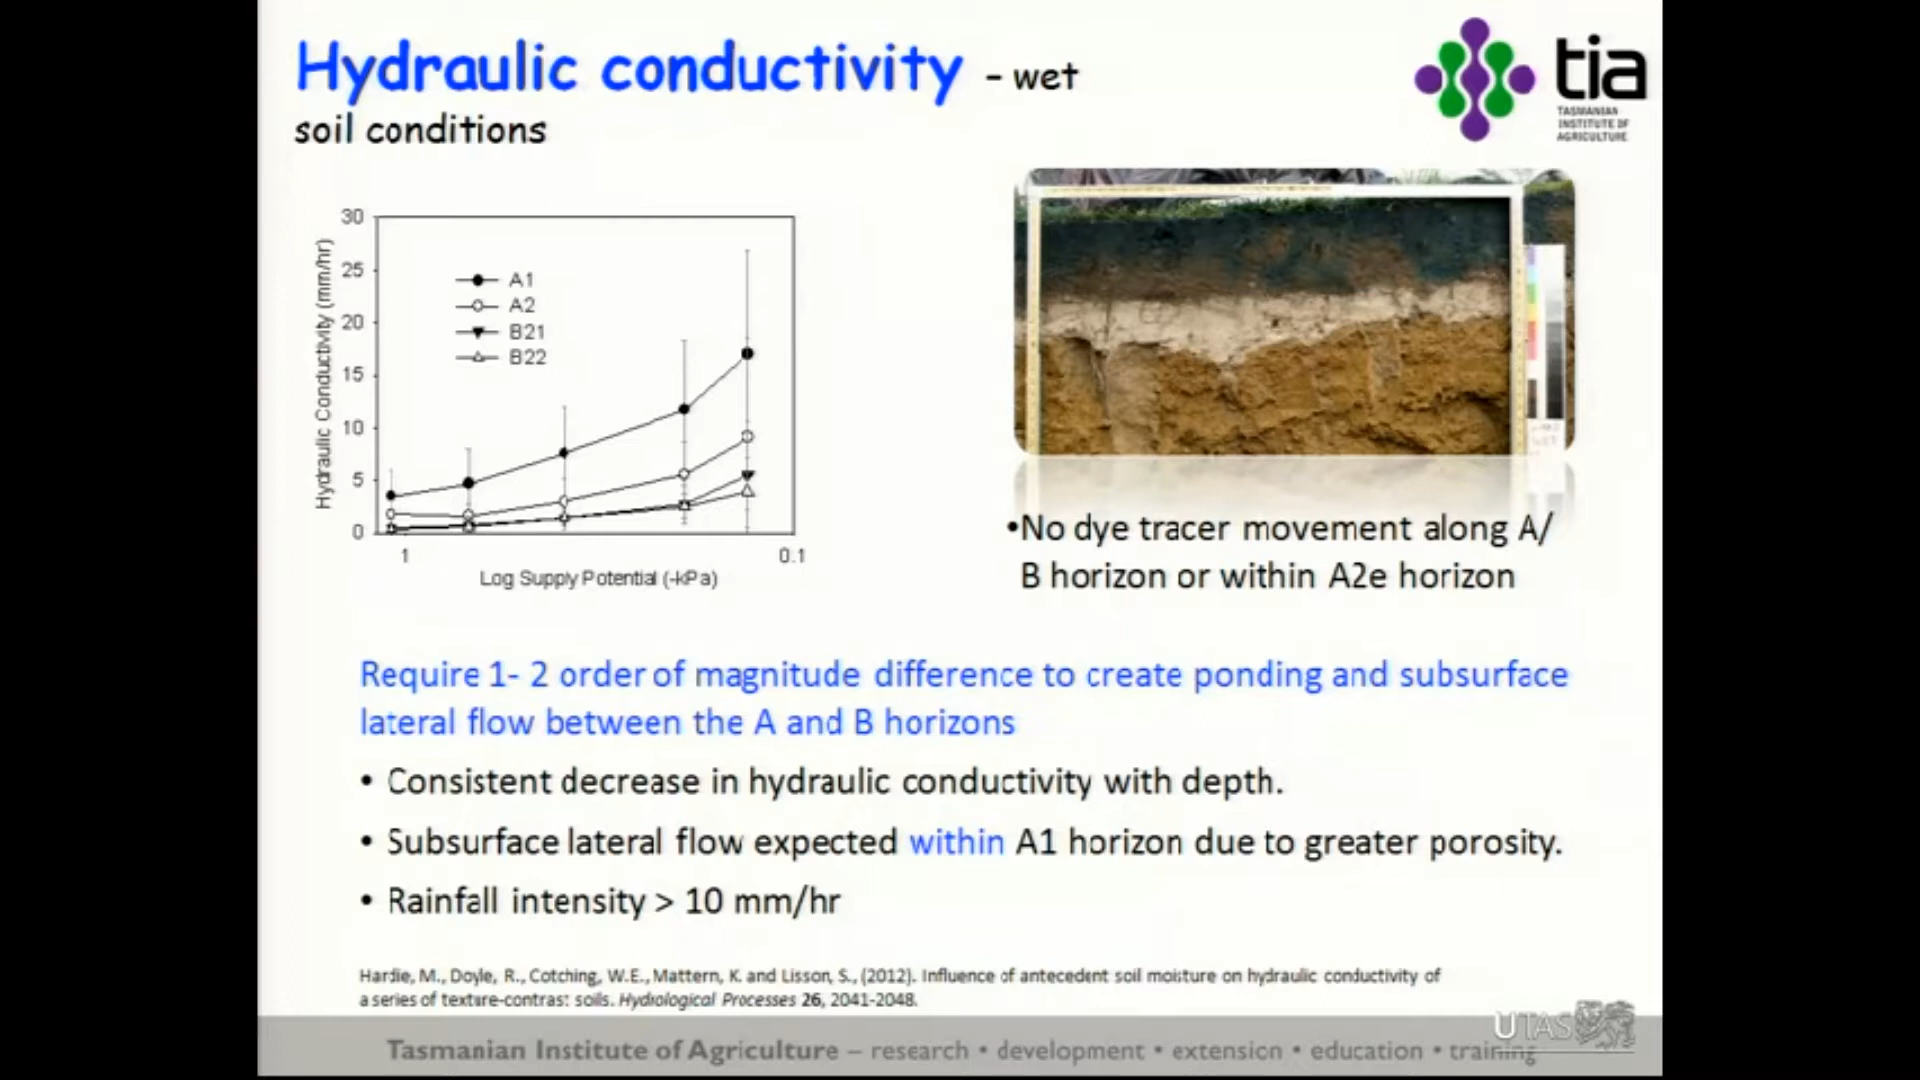 Hydraulic conductivity - wet
soil conditions
tia
TASMANIAN
INSTITUTE OF
AGRICULTURE
30
25
20
15
10
5
0
Hydraulic Conductivity (mm/hr)
A1
A2
B21
B22
1
0.1
Log Supply Potential (-kPa)
•No dye tracer movement along A/
B horizon or within A2e horizon
Require 1- 2 order of magnitude difference to create ponding and subsurface
lateral flow between the A and B horizons
• Consistent decrease in hydraulic conductivity with depth.
• Subsurface lateral flow expected within A1 horizon due to greater porosity.
• Rainfall intensity > 10 mm/hr
Hardie, M., Doyle, R., Cotching, W.E., Mattern, K. and Lisson, S., (2012). Influence of antecedent soil moisture on hydraulic conductivity of
a series of texture-contrast soils. Hydrological Processes 26, 2041-2048.
UTAS
Tasmanian Institute of Agriculture – research • development • extension • education • training